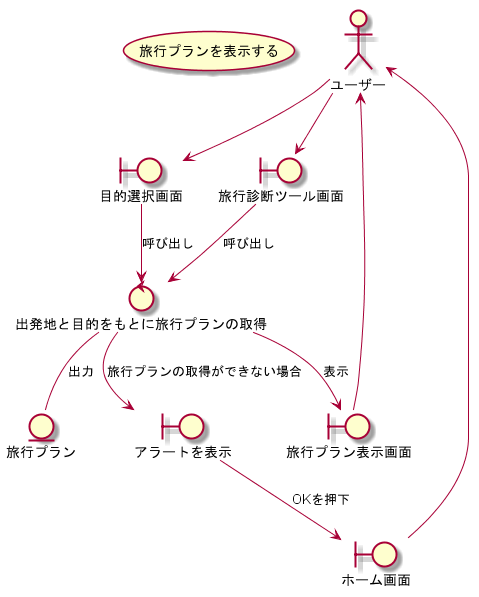 旅行プランを表示する
ユーザー
目的選択画面
旅行診断ツール画面
呼び出し
呼び出し
出発地と目的をもとに旅行プランの取得
出力
旅行プランの取得ができない場合
表示
旅行プラン
アラートを表示
旅行プラン表示画面
OKを押下
ホーム画面